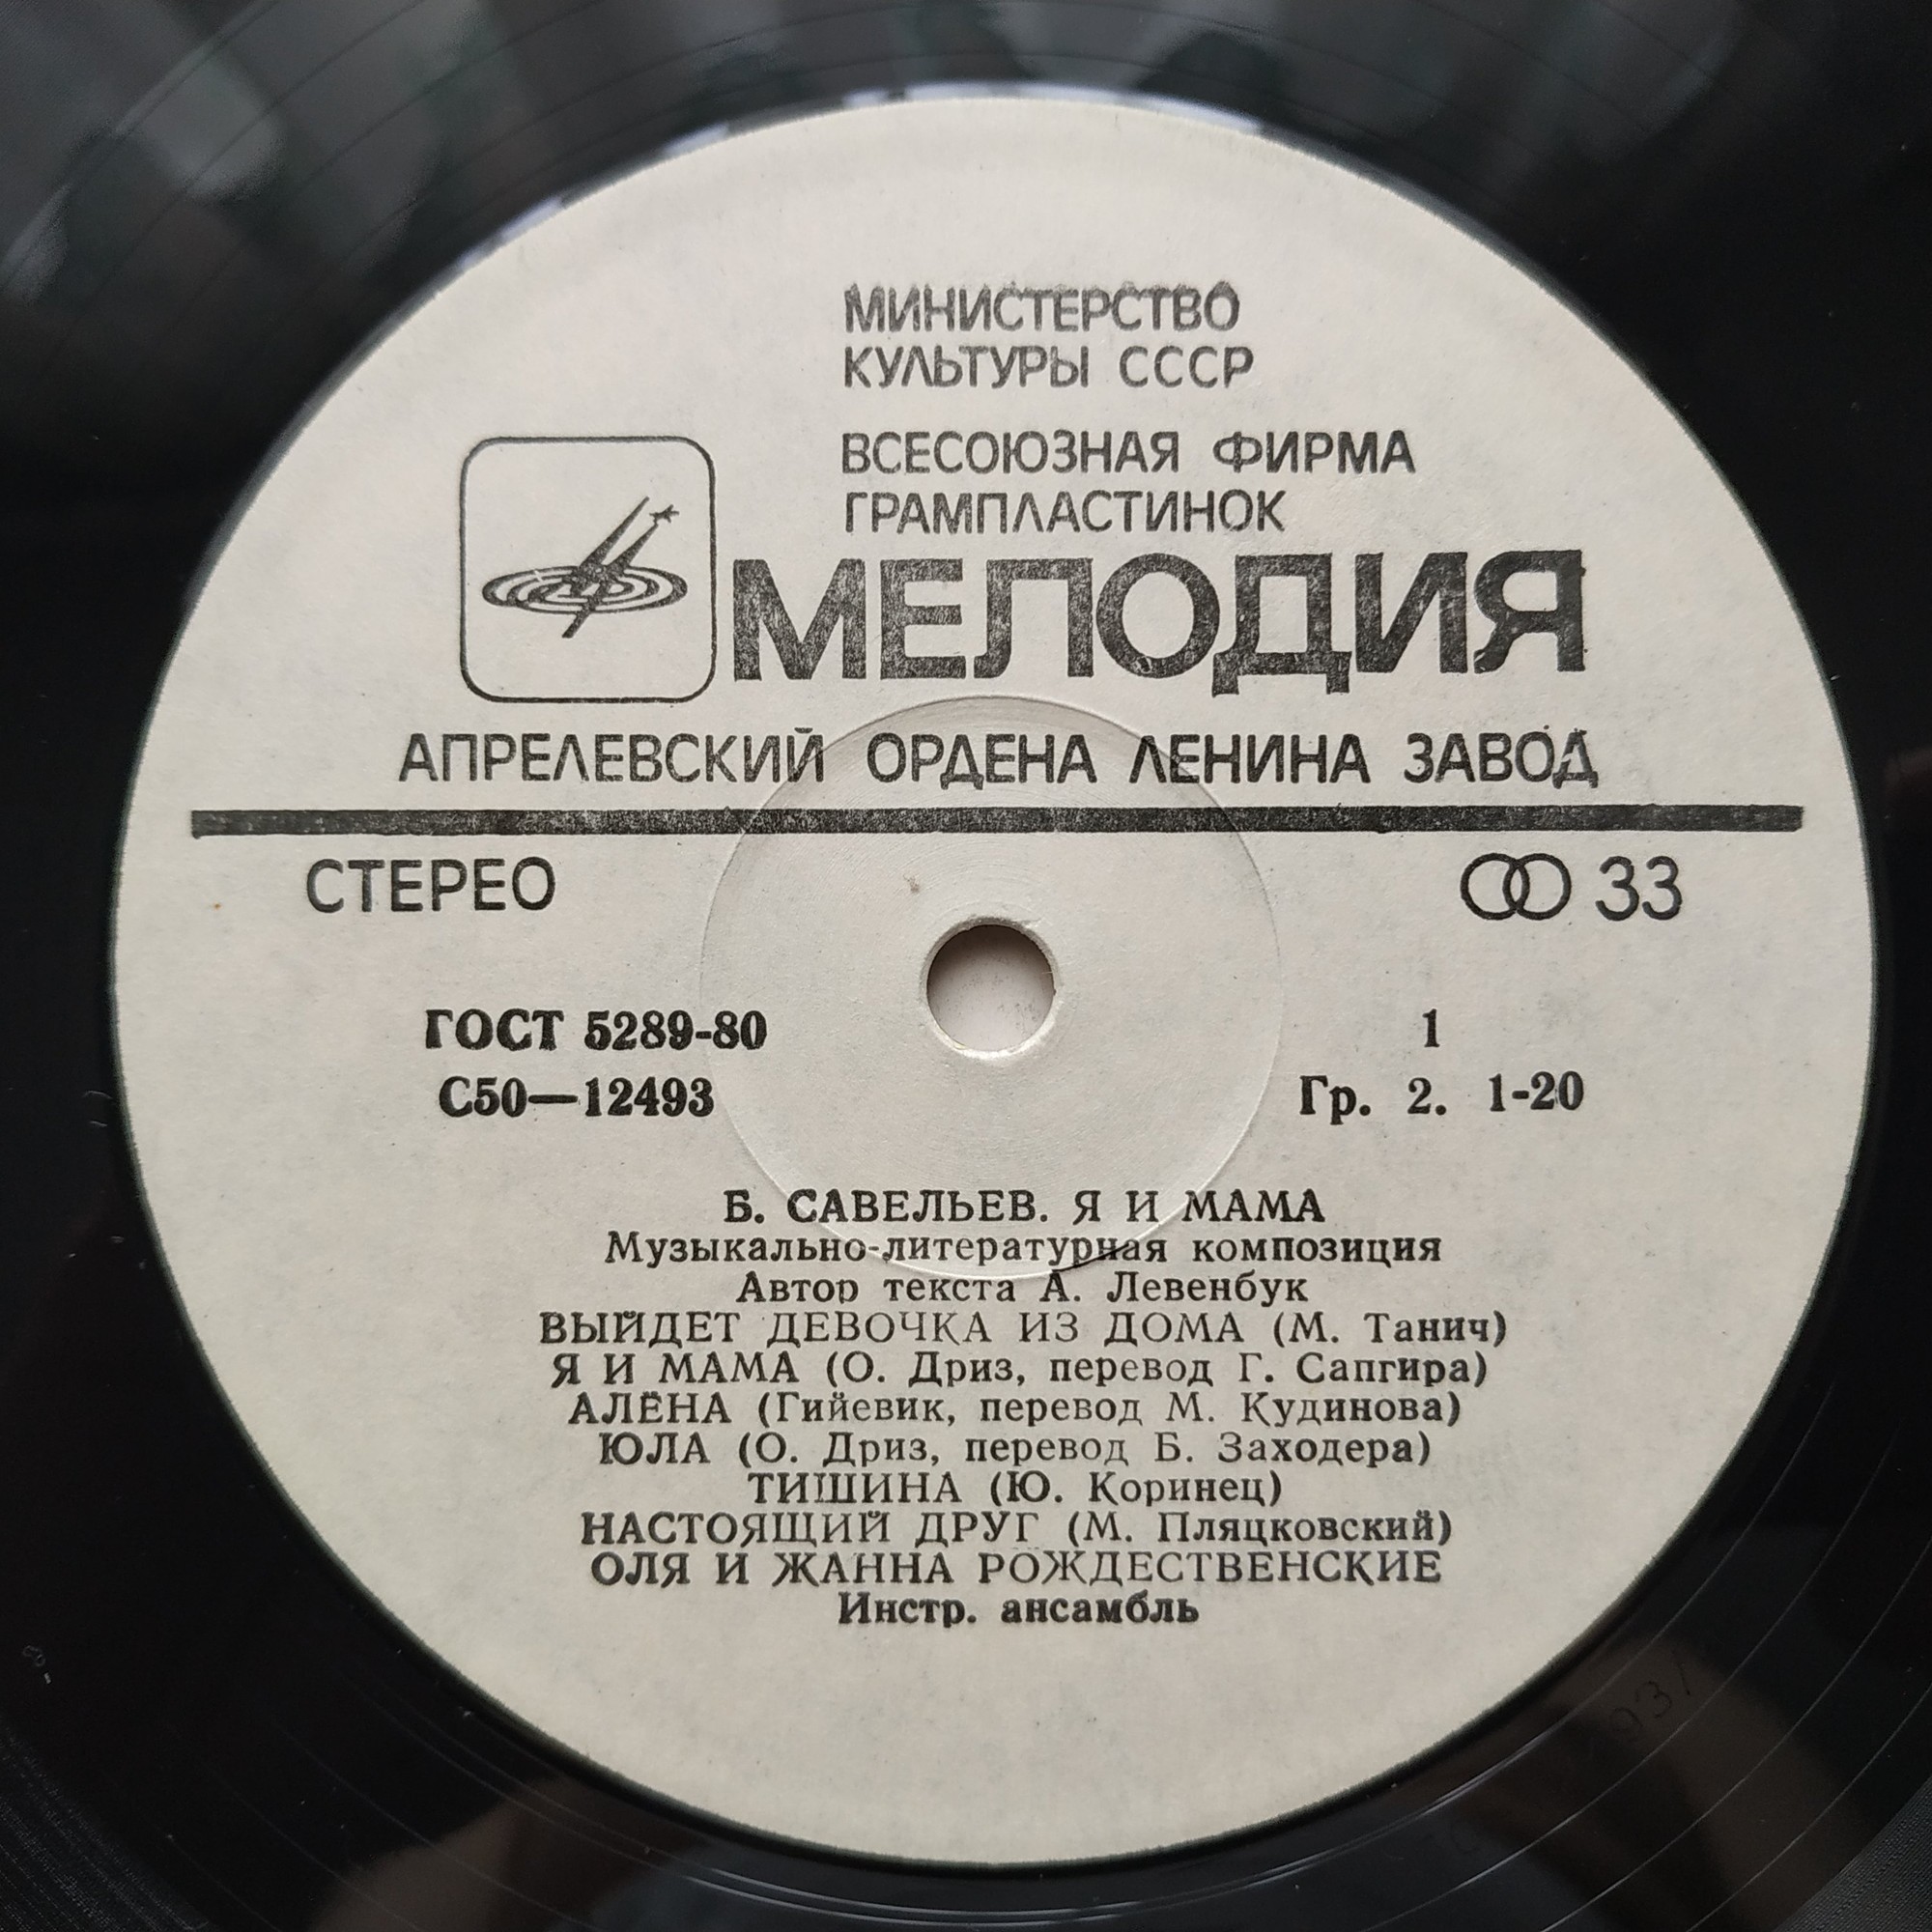 МИНИСТЕРСТВО
КУЛЬТУРЫ СССР
ВСЕСОЮЗНАЯ ФИРМА
ГРАМПЛАСТИНОК
МЕЛОДИЯ
АПРЕЛЕВСКИЙ ОРДЕНА ЛЕНИНА ЗАВОД
СТЕРЕО 33
ГОСТ 5289-80 1
С50—12493 Гр. 2. 1-20
Б. САВЕЛЬЕВ. Я И МАМА
Музыкально-литературная композиция
Автор текста А. Левенбук
ВЫЙДЕТ ДЕВОЧКА ИЗ ДОМА (М. Танич)
Я И МАМА (О. Дриз, перевод Г. Сапгира)
АЛЁНА (Гийевик, перевод М. Кудинова)
ЮЛА (О. Дриз, перевод Б. Заходера)
ТИШИНА (Ю. Коринец)
НАСТОЯЩИЙ ДРУГ (М. Пляцковский)
ОЛЯ И ЖАННА РОЖДЕСТВЕНСКИЕ
Инстр. ансамбль